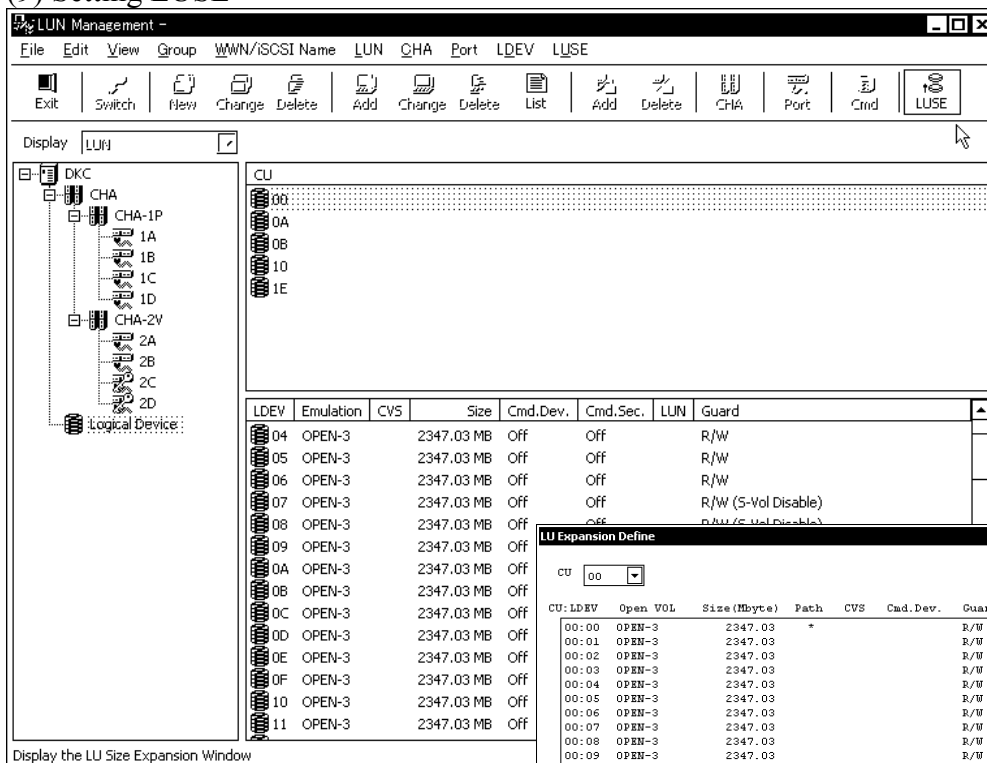 (9) Setting LUSE
LUN Management -
File Edit View Group WWN/iSCSI Name LUN CHA Port LDEV LUSE
Exit Switch New Change Delete Add Change Delete List Add Delete CHA Port Cmd LUSE
Display LUN
DKC
CHA
CHA-1P
1A
1B
1C
1D
CHA-2V
2A
2B
2C
2D
Logical Device
CU
00
0A
0B
10
1E
LDEV Emulation CVS Size Cmd.Dev. Cmd.Sec. LUN Guard
04 OPEN-3 2347.03 MB Off Off R/W
05 OPEN-3 2347.03 MB Off Off R/W
06 OPEN-3 2347.03 MB Off Off R/W
07 OPEN-3 2347.03 MB Off Off R/W (S-Vol Disable)
08 OPEN-3 2347.03 MB Off Off R/W (S-Vol Disable)
09 OPEN-3 2347.03 MB Off
0A OPEN-3 2347.03 MB Off
0B OPEN-3 2347.03 MB Off
0C OPEN-3 2347.03 MB Off
0D OPEN-3 2347.03 MB Off
0E OPEN-3 2347.03 MB Off
0F OPEN-3 2347.03 MB Off
10 OPEN-3 2347.03 MB Off
11 OPEN-3 2347.03 MB Off
Display the LU Size Expansion Window
LU Expansion Define
CU 00
CU:LDEV Open VOL Size(Mbyte) Path CVS Cmd.Dev. Guar
00:00 OPEN-3 2347.03 * R/W
00:01 OPEN-3 2347.03 R/W
00:02 OPEN-3 2347.03 R/W
00:03 OPEN-3 2347.03 R/W
00:04 OPEN-3 2347.03 R/W
00:05 OPEN-3 2347.03 R/W
00:06 OPEN-3 2347.03 R/W
00:07 OPEN-3 2347.03 R/W
00:08 OPEN-3 2347.03 R/W
00:09 OPEN-3 2347.03 R/W